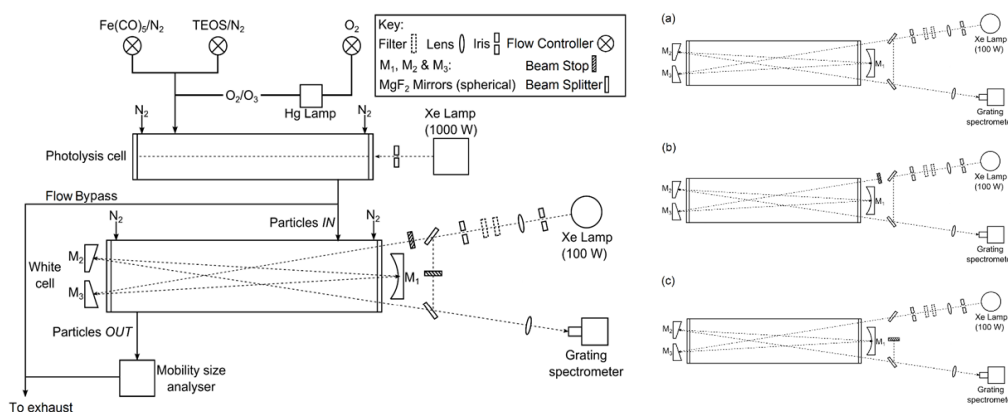 Fe(CO)₅/N₂
TEOS/N₂
O₂
Key:
Filter Lens Iris Flow Controller
M₁, M₂ & M₃: Beam Stop
MgF₂ Mirrors (spherical) Beam Splitter
O₂/O₃
Hg Lamp
N₂
N₂
Xe Lamp
(1000 W)
Photolysis cell
Flow Bypass
N₂
Particles IN
N₂
Xe Lamp
(100 W)
M₂
White
cell
M₁
M₃
Particles OUT
Mobility size
analyser
Grating
spectrometer
To exhaust
(a)
M₂
M₃
M₁
Xe Lamp
(100 W)
Grating
spectrometer
(b)
M₂
M₃
M₁
Xe Lamp
(100 W)
Grating
spectrometer
(c)
M₂
M₃
M₁
Xe Lamp
(100 W)
Grating
spectrometer